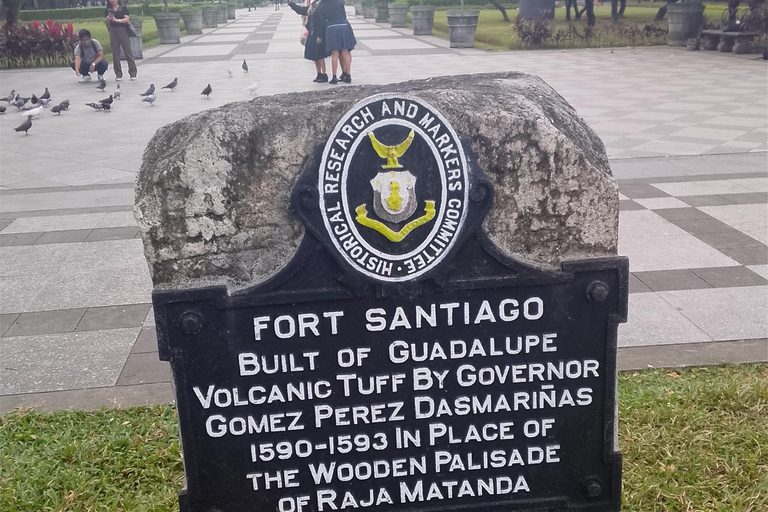 HISTORICAL RESEARCH AND MARKERS COMMITTEE
FORT SANTIAGO
BUILT OF GUADALUPE
VOLCANIC TUFF BY GOVERNOR
GOMEZ PEREZ DASMARIÑAS
1590-1593 IN PLACE OF
THE WOODEN PALISADE
OF RAJA MATANDA